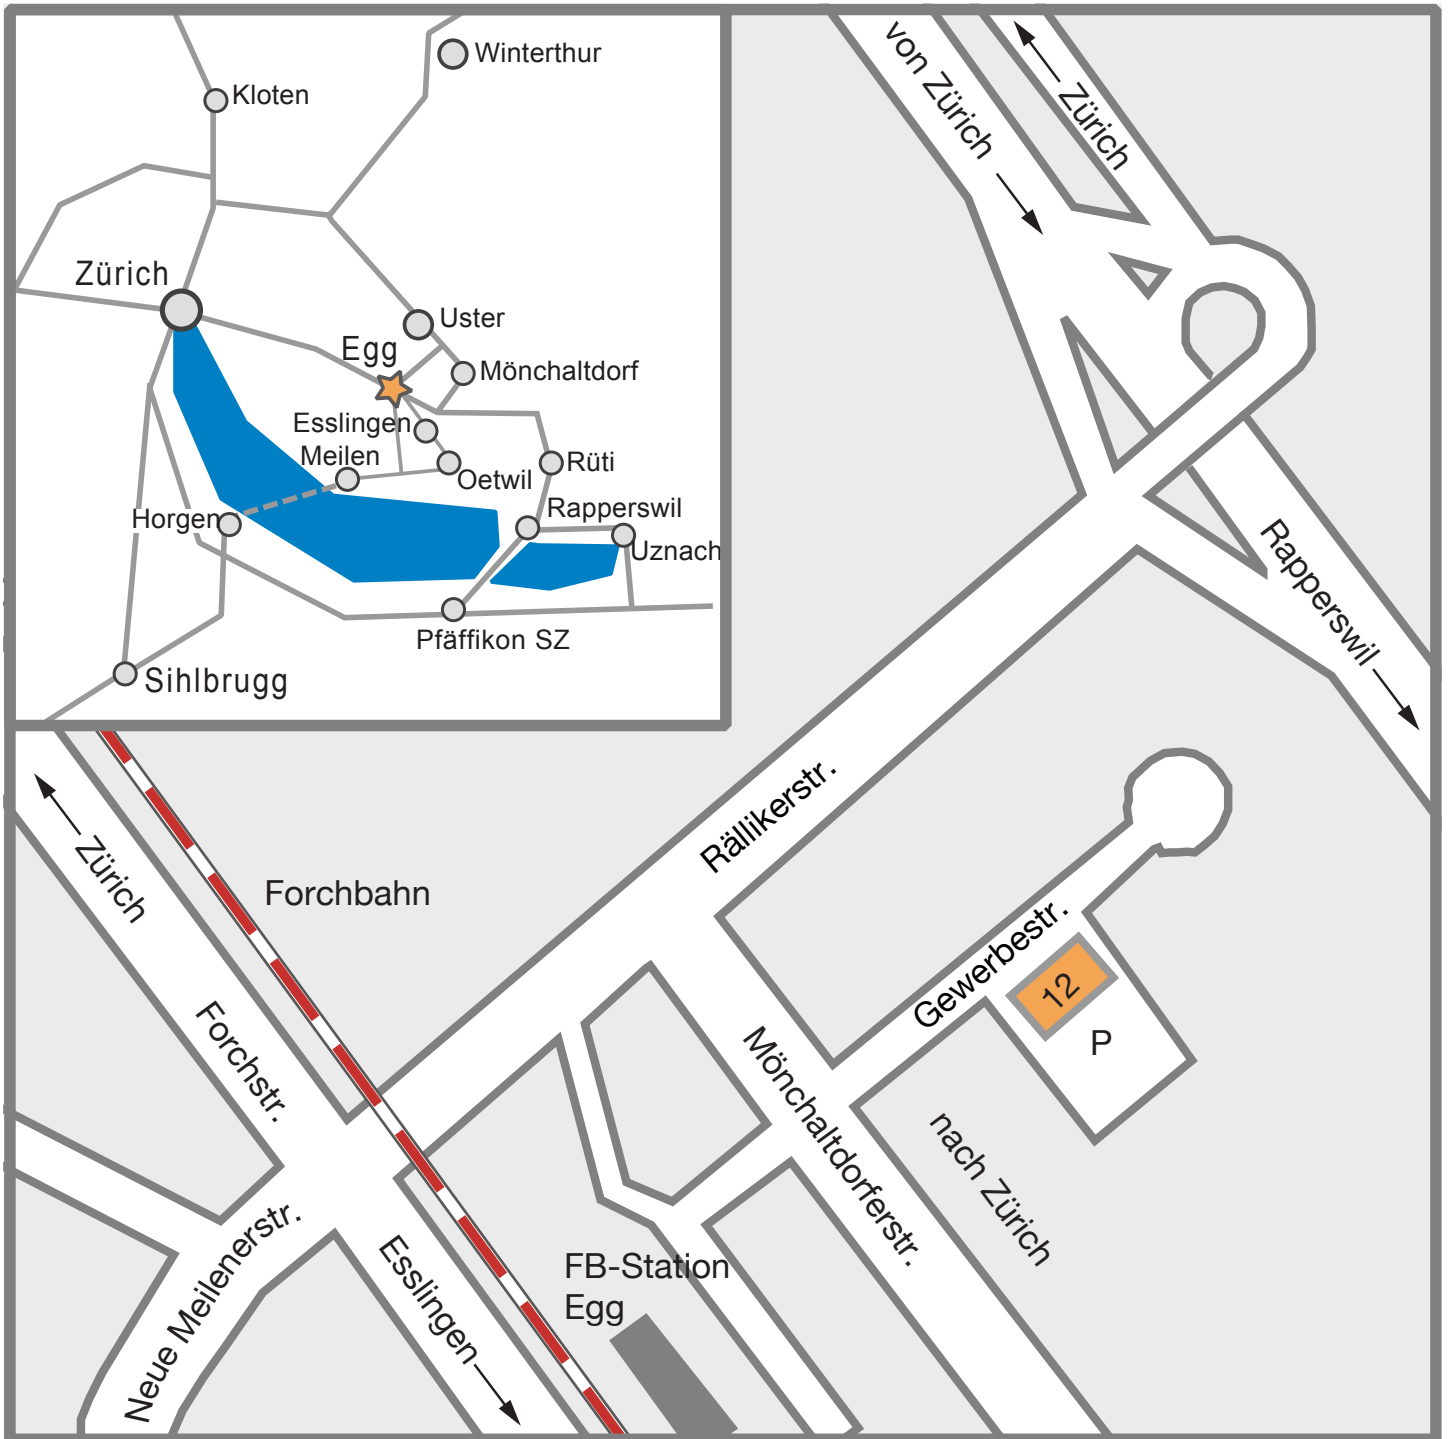 Winterthur
Kloten
Zürich
Uster
Egg
Mönchaltdorf
Esslingen
Meilen
Oetwil
Rüti
Rapperswil
Horgen
Uznach
Pfäffikon SZ
Sihlbrugg
von Zürich
Zürich
Rapperswil
Rällikerstr.
Zürich
Forchbahn
Gewerbestr.
12
P
Forchstr.
Mönchaltdorferstr.
nach Zürich
Neue Meilenerstr.
Esslingen
FB-Station
Egg